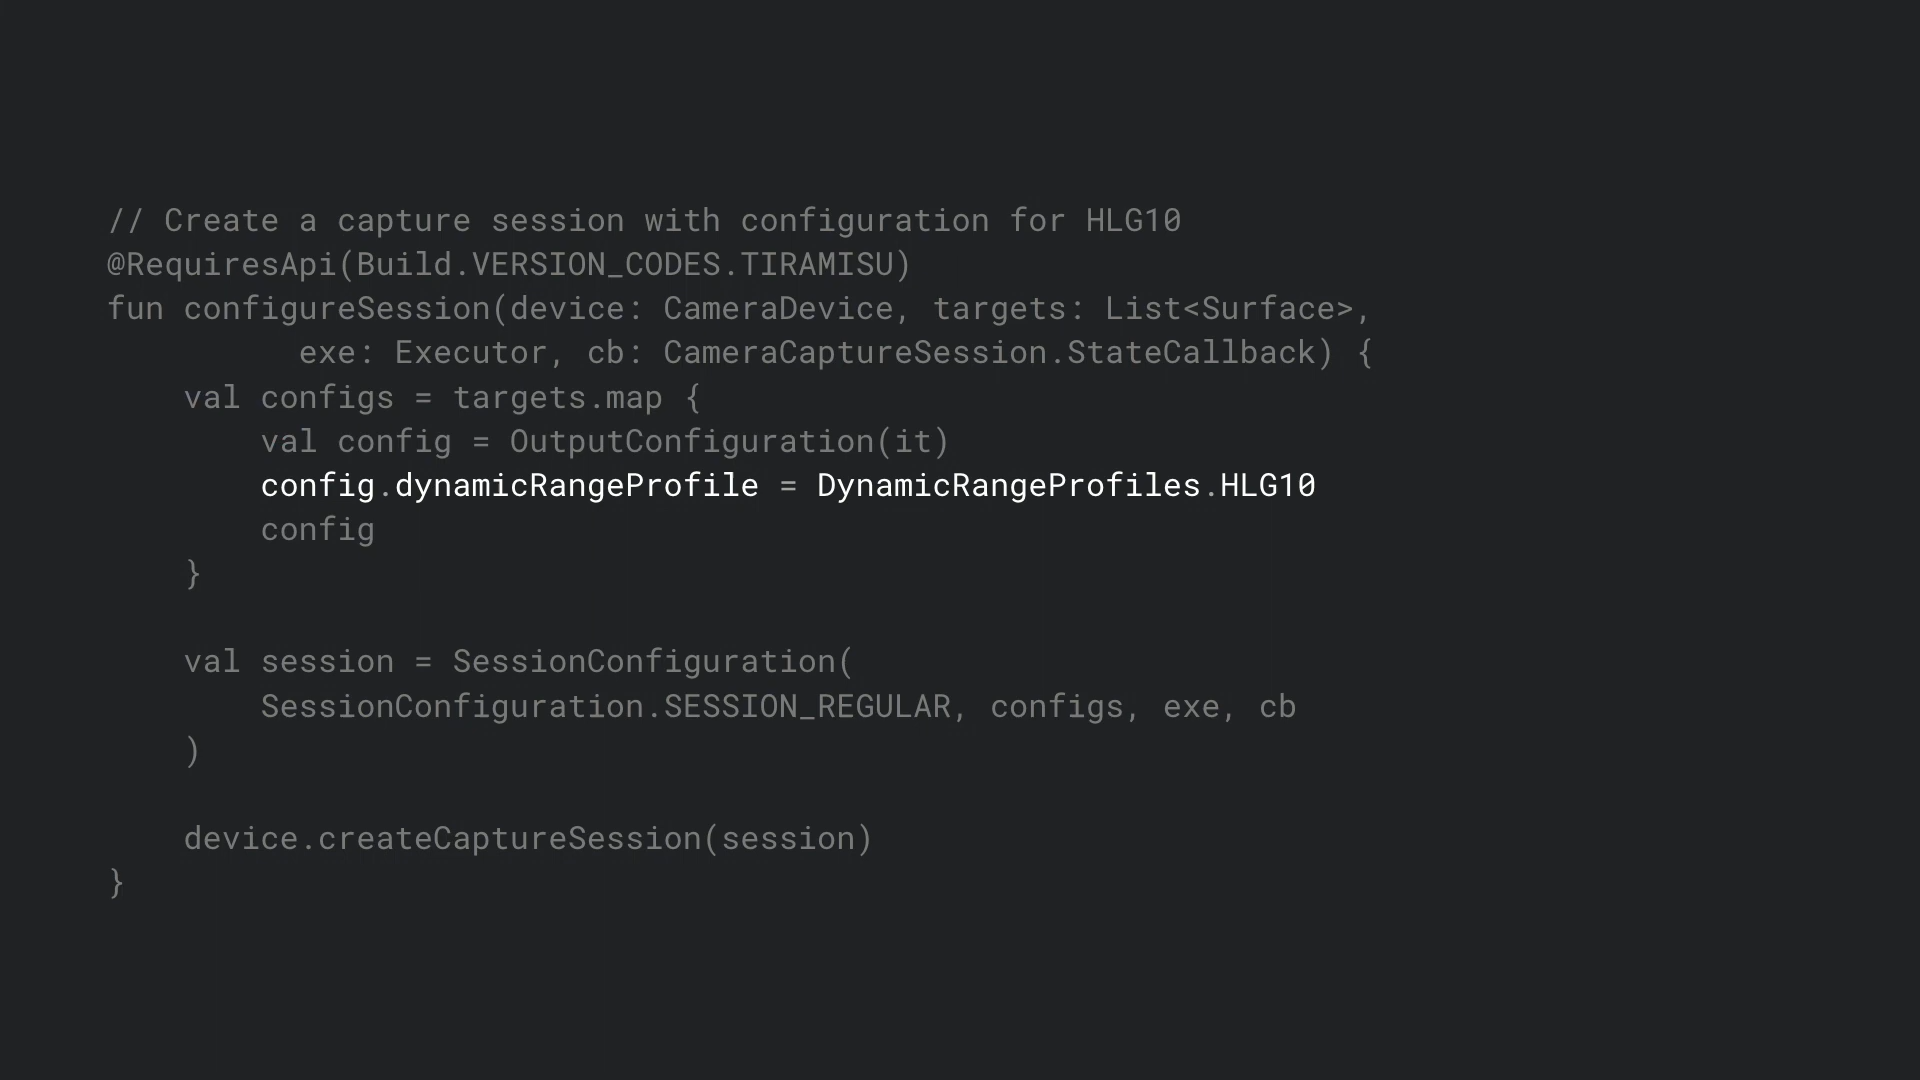 // Create a capture session with configuration for HLG10
@RequiresApi(Build.VERSION_CODES.TIRAMISU)
fun configureSession(device: CameraDevice, targets: List<Surface>,
          exe: Executor, cb: CameraCaptureSession.StateCallback) {
    val configs = targets.map {
        val config = OutputConfiguration(it)
        config.dynamicRangeProfile = DynamicRangeProfiles.HLG10
        config
    }

    val session = SessionConfiguration(
        SessionConfiguration.SESSION_REGULAR, configs, exe, cb
    )

    device.createCaptureSession(session)
}